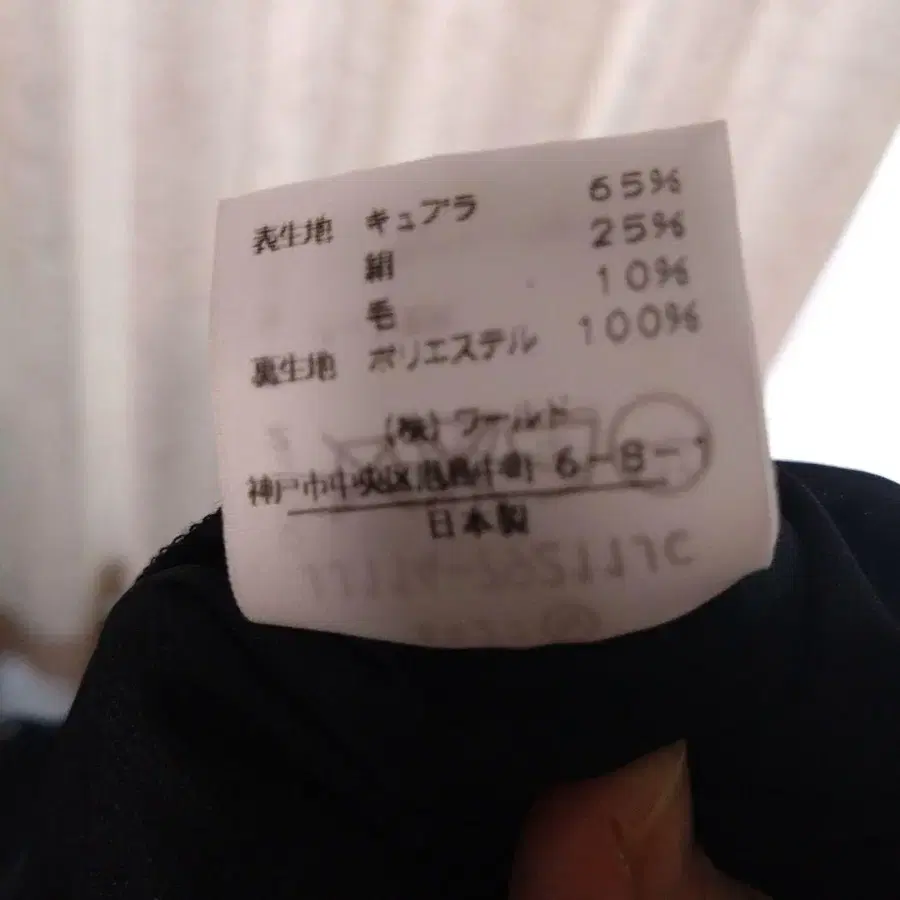 表生地 キュプラ 65%
絹 25%
毛 10%
裏生地 ポリエステル 100%
(株)ワールド
神戸市中央区港島中町 6-8-1
日本製